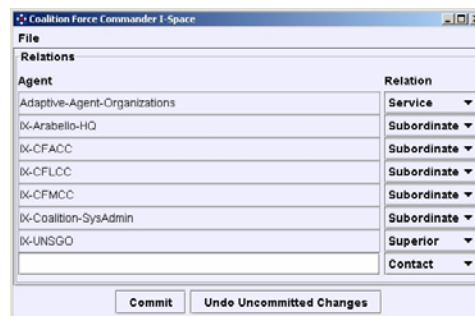 Coalition Force Commander I-Space
File
Relations
Agent Relation
Adaptive-Agent-Organizations Service
IX-Arabello-HQ Subordinate
IX-CFACC Subordinate
IX-CFLCC Subordinate
IX-CFMCC Subordinate
IX-Coalition-SysAdmin Subordinate
IX-UNSGO Superior
Contact
Commit Undo Uncommitted Changes